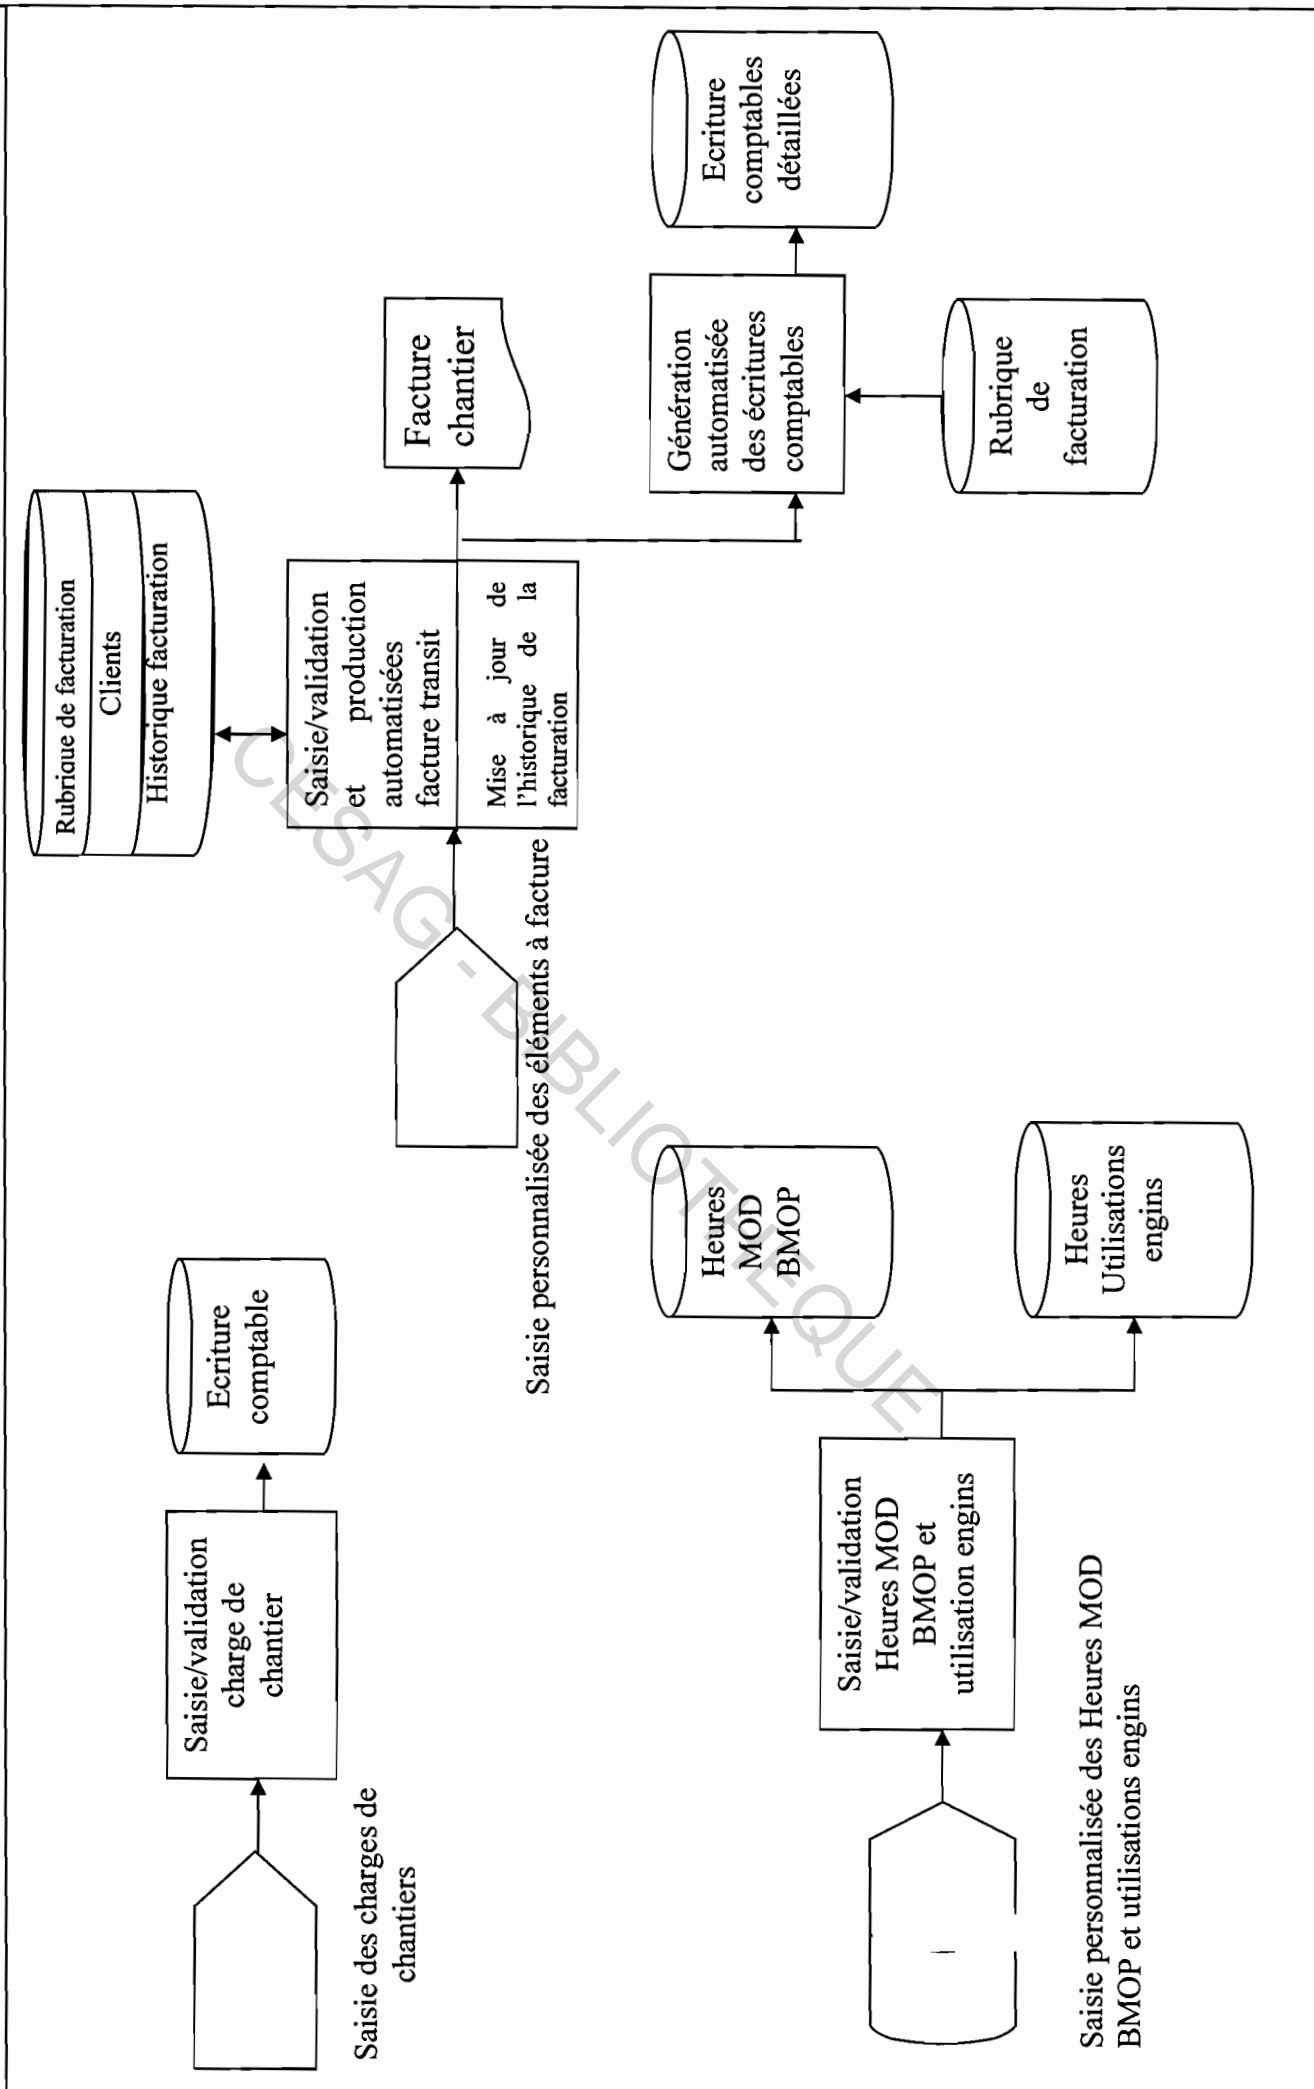 Saisie des charges de
chantiers
Saisie/validation
charge de
chantier
Ecriture
comptable
Rubrique de facturation
Clients
Historique facturation
Saisie/validation
et production
automatisées
facture transit
Mise à jour de
l'historique de la
facturation
Saisie personnalisée des éléments à facture
Facture
chantier
Génération
automatisée
des écritures
comptables
Ecriture
comptables
détaillées
Rubrique
de
facturation
Saisie personnalisée des Heures MOD
BMOP et utilisations engins
Saisie/validation
Heures MOD
BMOP et
utilisation engins
Heures
MOD
BMOP
Heures
Utilisations
engins
CESAG - BIBLIOTHEQUE